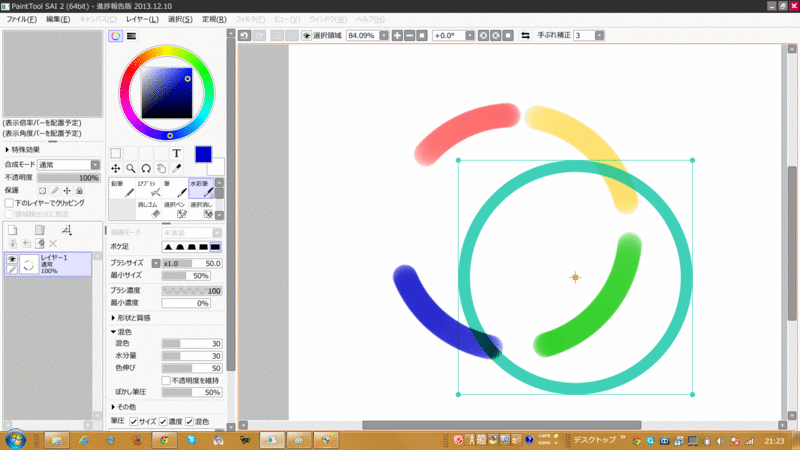 PaintTool SAI 2 (64bit) - 進捗報告版 2013.12.10
ファイル(F) 編集(E) キャンバス(C) レイヤー(L) 選択(S) 定規(R) フィルタ(F) ビュー(V) ウィンドウ(W) ヘルプ(H)
選択領域 84.09% +0.0° 手ぶれ補正 3
(表示倍率バーを配置予定)
(表示角度バーを配置予定)
特殊効果
合成モード 通常
不透明度 100%
保護
下のレイヤーでクリッピング
領域検出元に指定
レイヤー1
通常
100%
T
鉛筆 エアブラシ 筆 水彩筆
消しゴム 選択ペン 選択消し
描画モード 未実装
ボケ足
ブラシサイズ x1.0 50.0
最小サイズ 50%
ブラシ濃度 100
最小濃度 0%
形状と質感
混色
混色 30
水分量 30
色伸び 50
不透明度を維持
ぼかし筆圧 50%
その他
筆圧 サイズ 濃度 混色
A 般
CAPS
デスクトップ
21:23